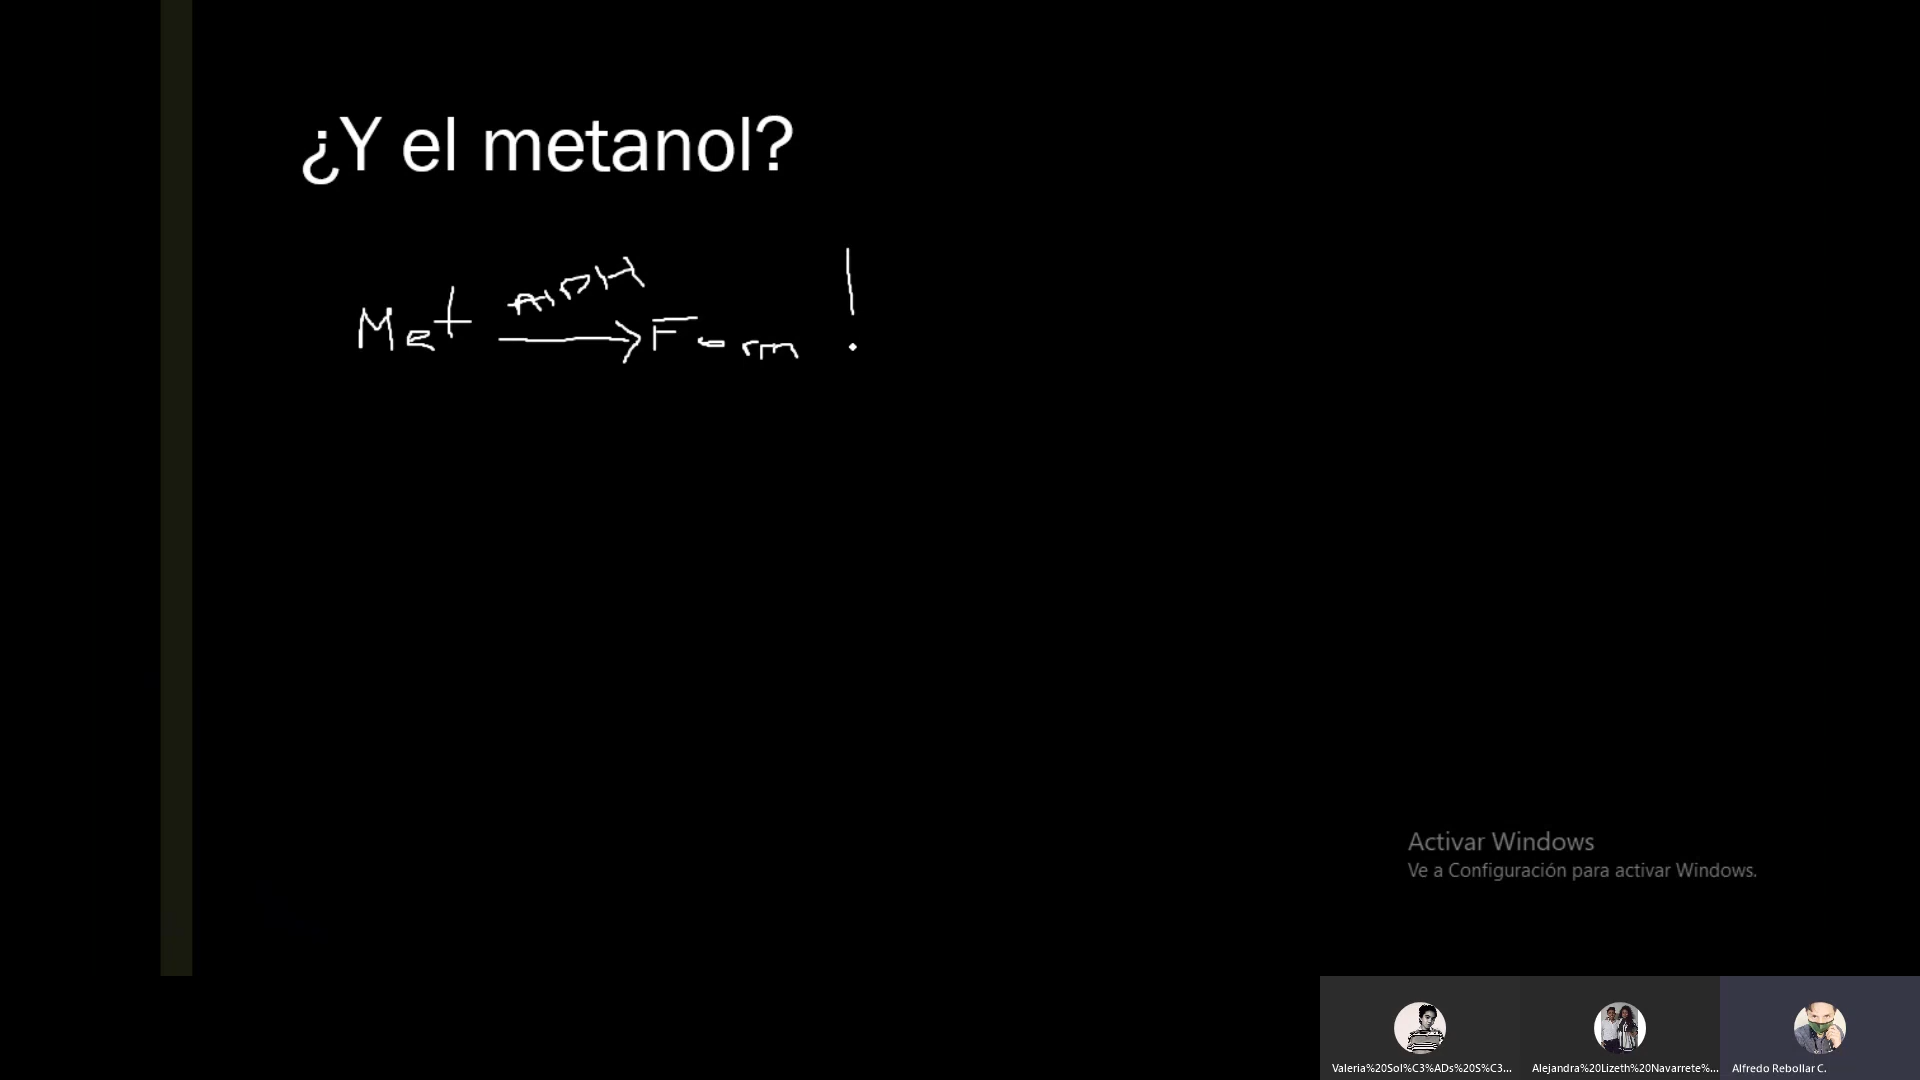 ¿Y el metanol?
AlDH
Met → Form !
Activar Windows
Ve a Configuración para activar Windows.
Valeria%20Sol%C3%ADs%20S%C3... Alejandra%20Lizeth%20Navarrete%... Alfredo Rebollar C.